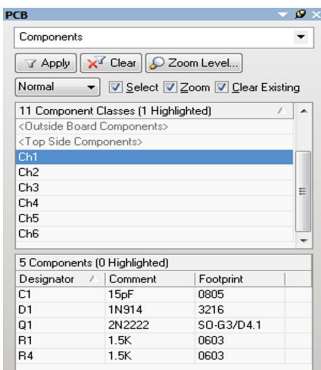 PCB
Components
Apply Clear Zoom Level...
Normal Select Zoom Clear Existing
11 Component Classes (1 Highlighted)
<Outside Board Components>
<Top Side Components>
Ch1
Ch2
Ch3
Ch4
Ch5
Ch6
5 Components (0 Highlighted)
Designator Comment Footprint
C1 15pF 0805
D1 1N914 3216
Q1 2N2222 SO-G3/D4.1
R1 1.5K 0603
R4 1.5K 0603